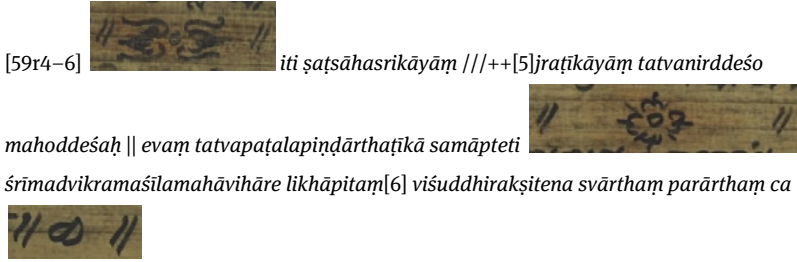 [59r4–6] iti ṣaṭsāhasrikāyāṃ ///++[5]jraṭīkāyāṃ tatvanirddeśo
mahoddeśaḥ || evaṃ tatvapaṭalapiṇḍārthaṭīkā samāpteti
śrīmadvikramaśīlamahāvihāre likhāpitaṃ[6] viśuddhirakṣitena svārthaṃ parārthaṃ ca